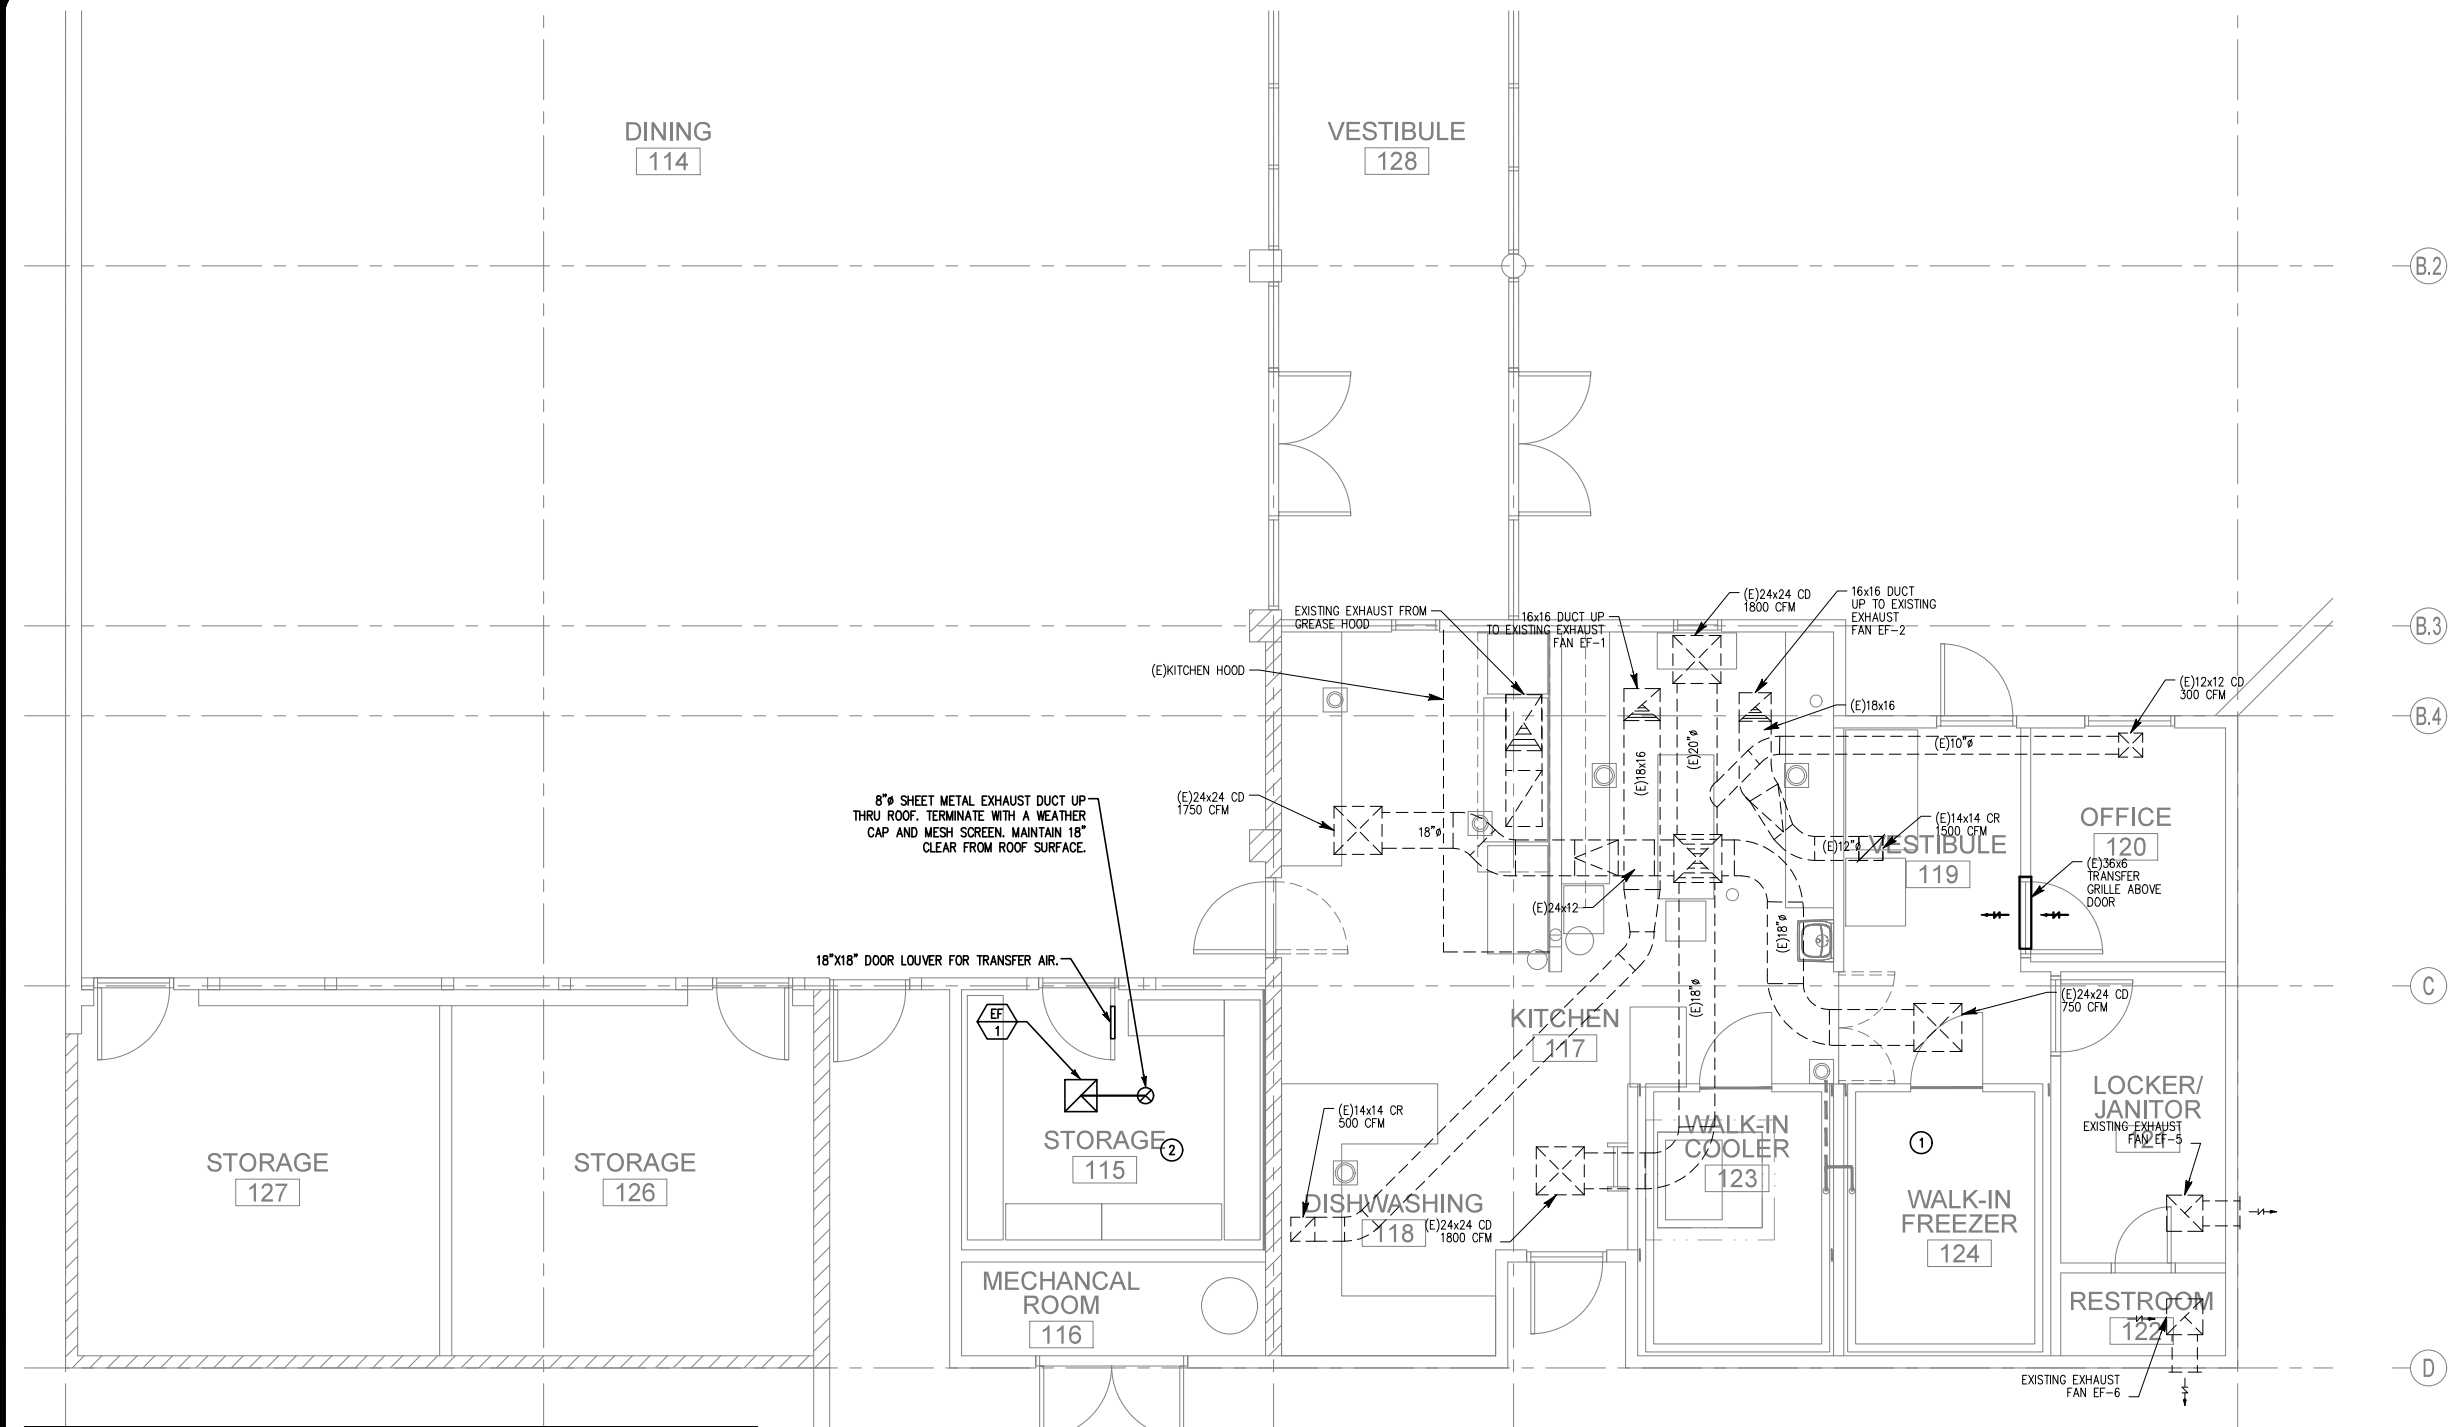 DINING
114
VESTIBULE
128
B.2
(E)24x24 CD
1800 CFM
16x16 DUCT
UP TO EXISTING
EXHAUST
FAN EF-2
EXISTING EXHAUST FROM
GREASE HOOD
16x16 DUCT UP
TO EXISTING EXHAUST
FAN EF-1
B.3
(E)KITCHEN HOOD
(E)12x12 CD
300 CFM
(E)18x16
B.4
(E)10"ø
(E)20"ø
(E)18x16
8"ø SHEET METAL EXHAUST DUCT UP
THRU ROOF. TERMINATE WITH A WEATHER
CAP AND MESH SCREEN. MAINTAIN 18"
CLEAR FROM ROOF SURFACE.
(E)24x24 CD
1750 CFM
18"ø
(E)14x14 CR
1500 CFM
(E)12"ø
VESTIBULE
119
OFFICE
120
(E)36x6
TRANSFER
GRILLE ABOVE
DOOR
(E)24x12
(E)18"ø
18"X18" DOOR LOUVER FOR TRANSFER AIR.
C
EF
1
(E)18"ø
(E)24x24 CD
750 CFM
KITCHEN
117
LOCKER/
JANITOR
121
EXISTING EXHAUST
FAN EF-5
(E)14x14 CR
500 CFM
STORAGE
115
2
STORAGE
127
STORAGE
126
WALK-IN
COOLER
123
1
WALK-IN
FREEZER
124
DISHWASHING
118
(E)24x24 CD
1800 CFM
MECHANCAL
ROOM
116
RESTROOM
122
D
EXISTING EXHAUST
FAN EF-6